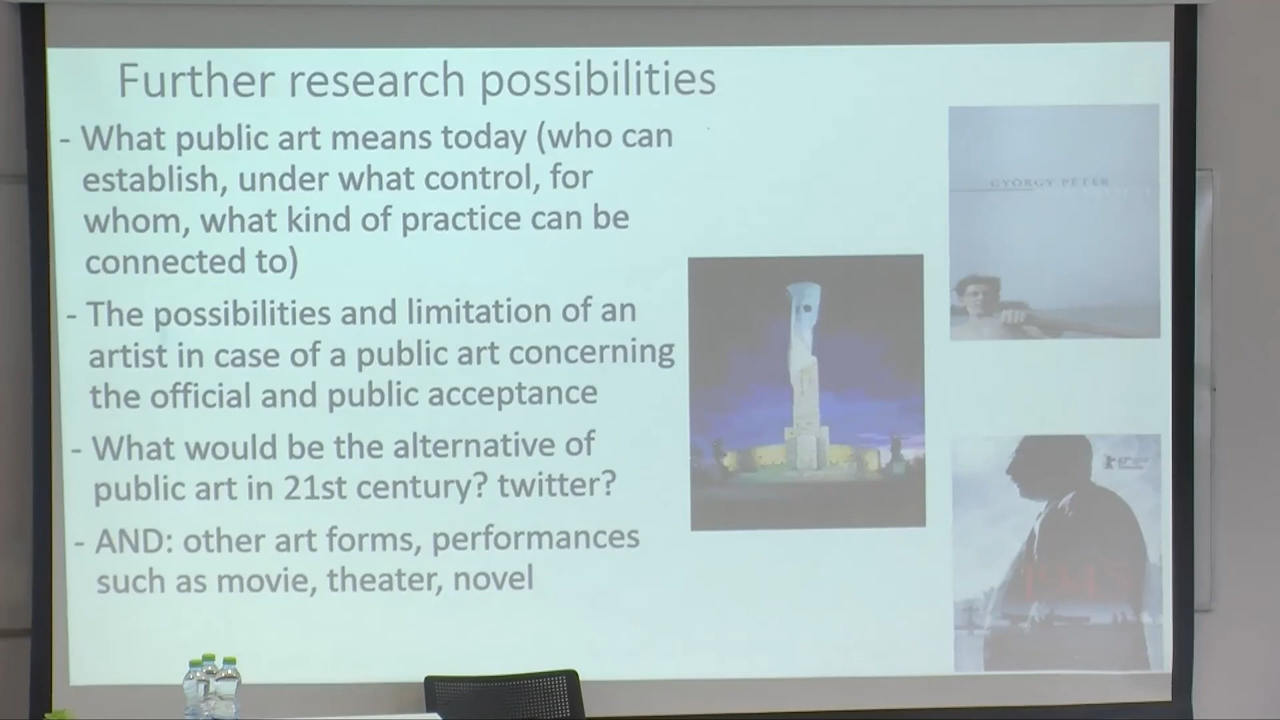 Further research possibilities
- What public art means today (who can
establish, under what control, for
whom, what kind of practice can be
connected to)
- The possibilities and limitation of an
artist in case of a public art concerning
the official and public acceptance
- What would be the alternative of
public art in 21st century? twitter?
- AND: other art forms, performances
such as movie, theater, novel
GYÖRGY PÉTER
1945